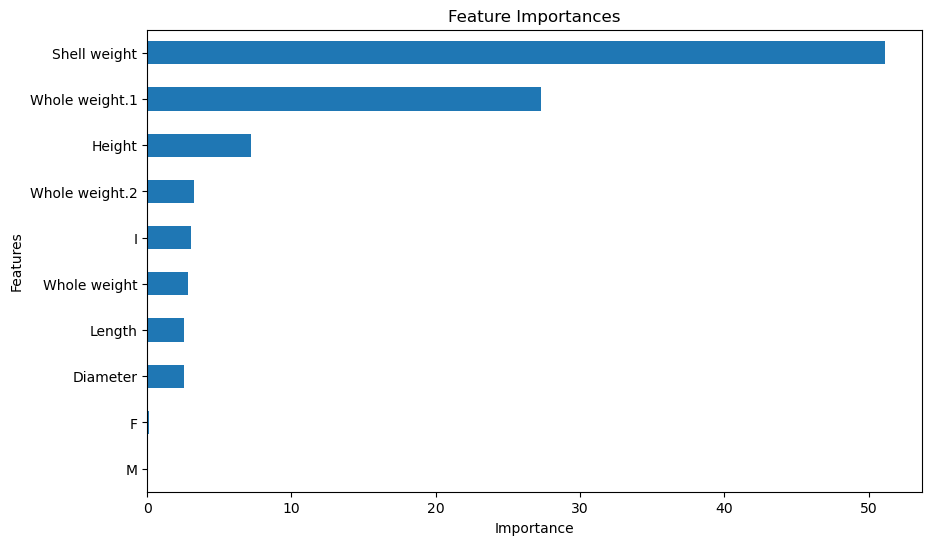 Feature Importances
Shell weight
Whole weight.1
Height
Whole weight.2
I
Whole weight
Length
Diameter
F
M
Features
0 10 20 30 40 50
Importance